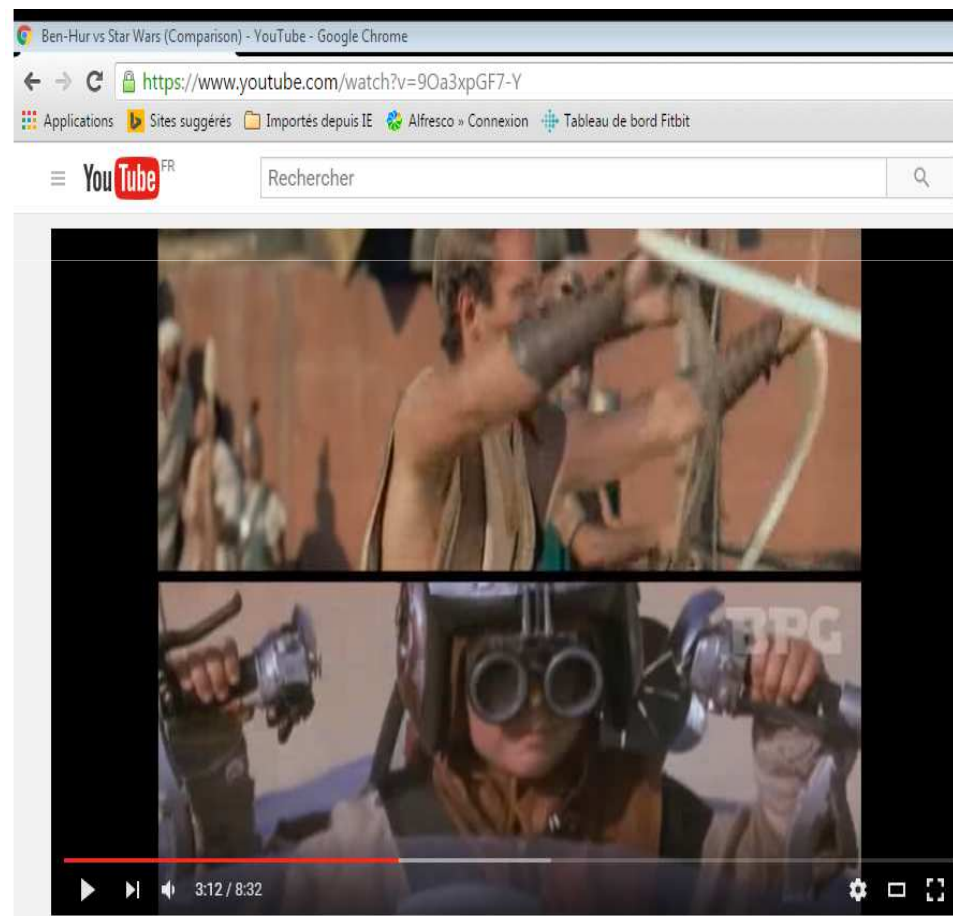 Ben-Hur vs Star Wars (Comparison) - YouTube - Google Chrome
https://www.youtube.com/watch?v=9Oa3xpGF7-Y
Applications Sites suggérés Importés depuis IE Alfresco » Connexion Tableau de bord Fitbit
YouTube FR Rechercher
BPG
3:12 / 8:32